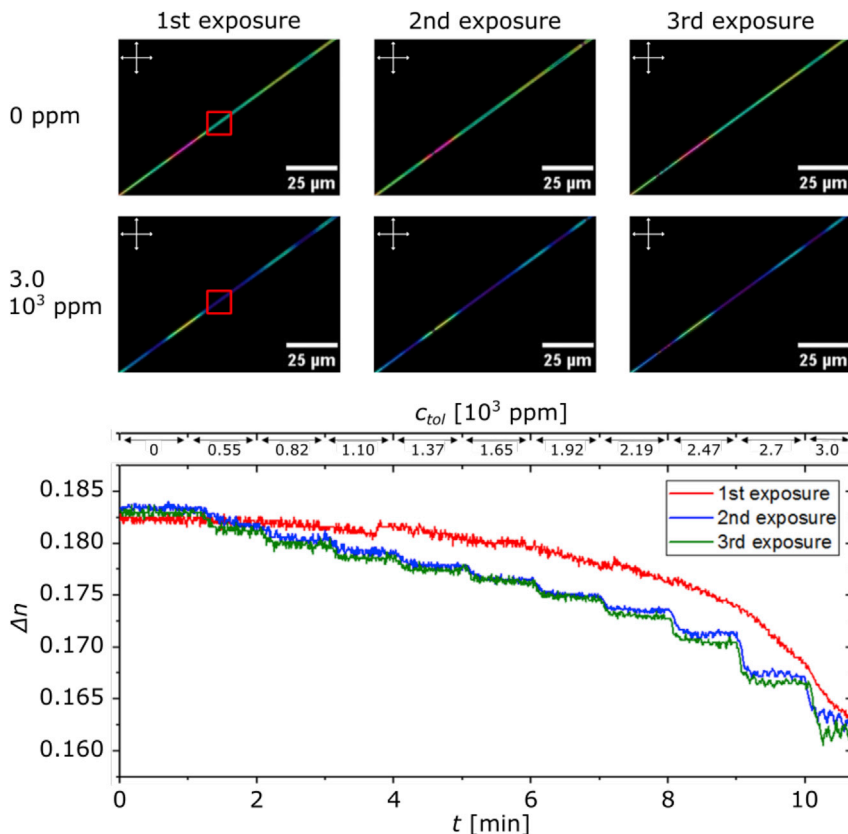 1st exposure 2nd exposure 3rd exposure
0 ppm
25 µm 25 µm 25 µm
3.0
10³ ppm
25 µm 25 µm 25 µm
c_tol [10³ ppm]
0 0.55 0.82 1.10 1.37 1.65 1.92 2.19 2.47 2.7 3.0
0.185
1st exposure
2nd exposure
3rd exposure
0.180
0.175
Δn
0.170
0.165
0.160
0 2 4 6 8 10
t [min]